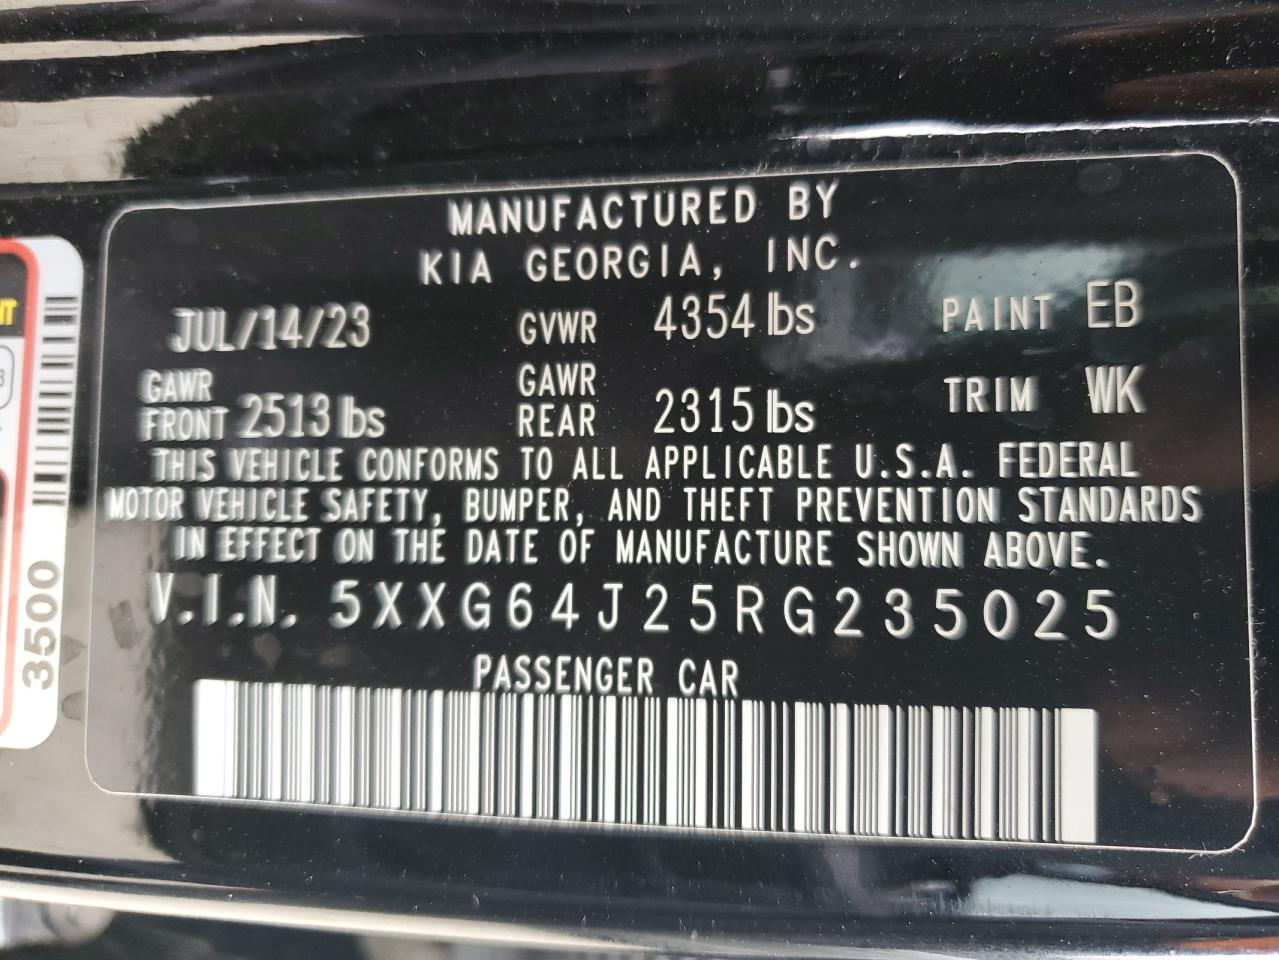 MANUFACTURED BY
KIA GEORGIA, INC.
JUL/14/23 GVWR 4354 lbs PAINT EB
GAWR FRONT 2513 lbs GAWR REAR 2315 lbs TRIM WK
THIS VEHICLE CONFORMS TO ALL APPLICABLE U.S.A. FEDERAL
MOTOR VEHICLE SAFETY, BUMPER, AND THEFT PREVENTION STANDARDS
IN EFFECT ON THE DATE OF MANUFACTURE SHOWN ABOVE.
V.I.N. 5XXG64J25RG235025
PASSENGER CAR
3500